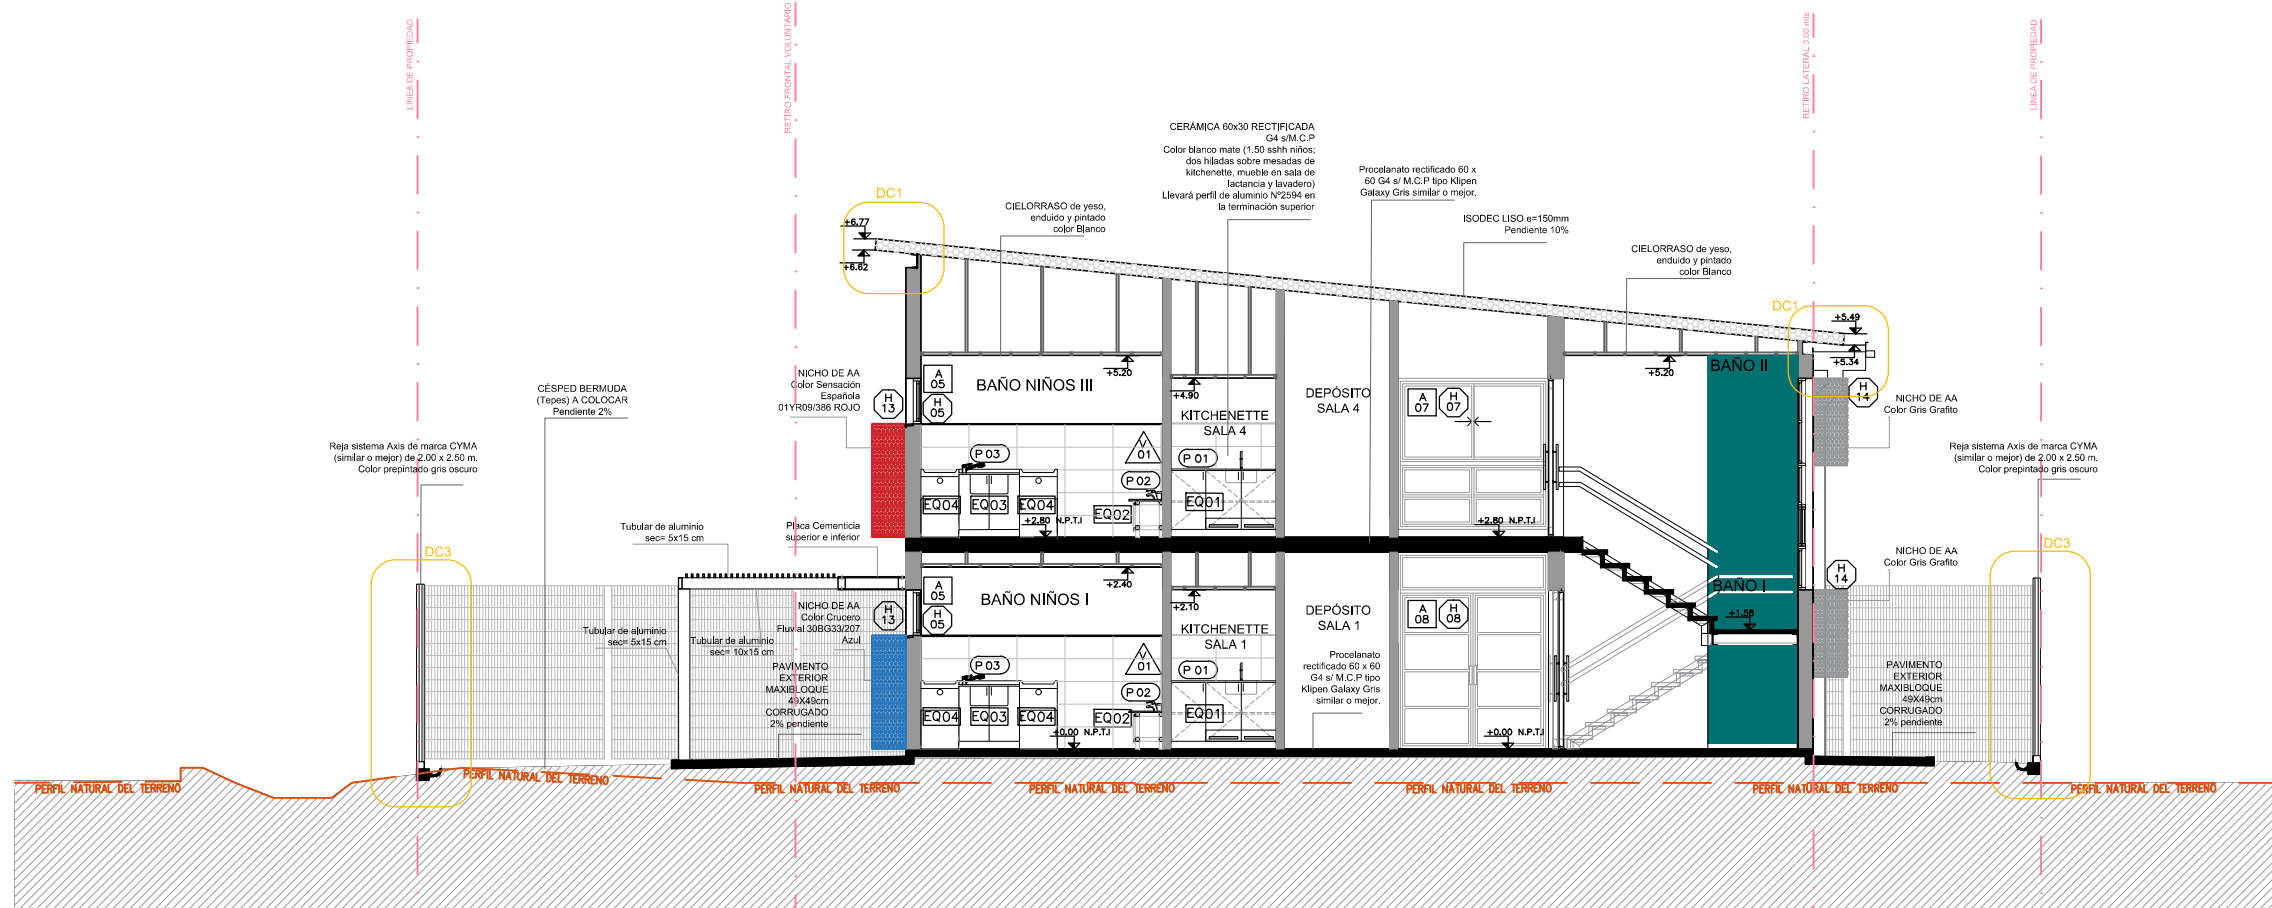 LÍNEA DE PROPIEDAD
RETIRO FRONTAL VOLUNTARIO
RETIRO LATERAL 3,00 mts
LÍNEA DE PROPIEDAD
CERÁMICA 60x30 RECTIFICADA
G4 s/M.C.P
Color blanco mate (1.50 sshh niños;
dos hiladas sobre mesadas de
kitchenette, mueble en sala de
lactancia y lavadero)
Llevará perfil de aluminio Nº2594 en
la terminación superior
Procelanato rectificado 60 x
60 G4 s/ M.C.P tipo Klipen
Galaxy Gris similar o mejor.
DC1
CIELORRASO de yeso,
enduido y pintado
color Blanco
ISODEC LISO e=150mm
Pendiente 10%
CIELORRASO de yeso,
enduido y pintado
color Blanco
+6.77
+6.62
DC1
+5.49
+5.34
NICHO DE AA
Color Sensación
Española
01YR09/386 ROJO
H
13
A
05
H
05
BAÑO NIÑOS III
+5.20
+4.90
KITCHENETTE
SALA 4
DEPÓSITO
SALA 4
A
07
H
07
+5.20
BAÑO II
H
14
NICHO DE AA
Color Gris Grafito
CÉSPED BERMUDA
(Tepes) A COLOCAR
Pendiente 2%
Reja sistema Axis de marca CYMA
(similar o mejor) de 2.00 x 2.50 m.
Color prepintado gris oscuro
Reja sistema Axis de marca CYMA
(similar o mejor) de 2.00 x 2.50 m.
Color prepintado gris oscuro
P 03
V
01
P 02
P 01
EQ04
EQ03
EQ04
EQ02
EQ01
+2.80 N.P.T.I
+2.80 N.P.T.I
Tubular de aluminio
sec= 5x15 cm
Placa Cementicia
superior e inferior
DC3
DC3
NICHO DE AA
Color Gris Grafito
H
14
A
05
H
05
BAÑO NIÑOS I
+2.40
+2.10
KITCHENETTE
SALA 1
DEPÓSITO
SALA 1
A
08
H
08
BAÑO I
+1.58
NICHO DE AA
Color Crucero
Fluvial 30BG33/207
Azul
H
13
Tubular de aluminio
sec= 5x15 cm
Tubular de aluminio
sec= 10x15 cm
PAVIMENTO
EXTERIOR
MAXIBLOQUE
49X49cm
CORRUGADO
2% pendiente
P 03
V
01
P 02
P 01
EQ04
EQ03
EQ04
EQ02
EQ01
+0.00 N.P.T.I
Procelanato
rectificado 60 x 60
G4 s/ M.C.P tipo
Klipen Galaxy Gris
similar o mejor.
+0.00 N.P.T.I
PAVIMENTO
EXTERIOR
MAXIBLOQUE
49X49cm
CORRUGADO
2% pendiente
PERFIL NATURAL DEL TERRENO
PERFIL NATURAL DEL TERRENO
PERFIL NATURAL DEL TERRENO
PERFIL NATURAL DEL TERRENO
PERFIL NATURAL DEL TERRENO
PERFIL NATURAL DEL TERRENO
PERFIL NATURAL DEL TERRENO